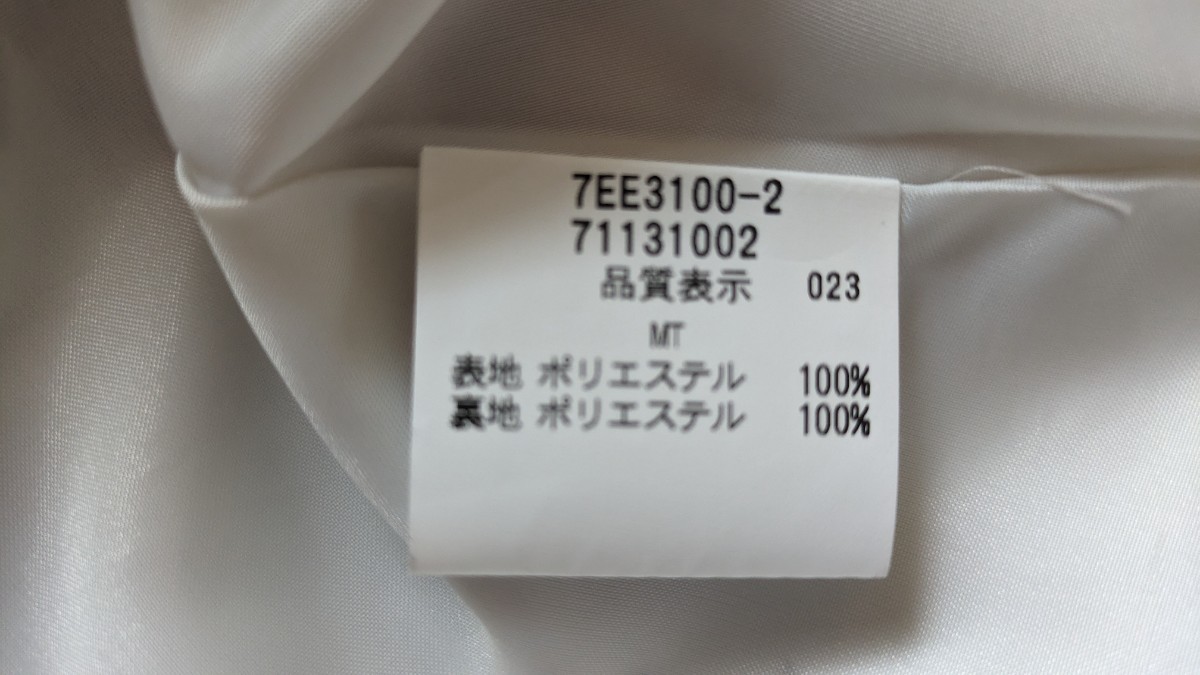 7EE3100-2
71131002
品質表示 023
MT
表地 ポリエステル 100%
裏地 ポリエステル 100%